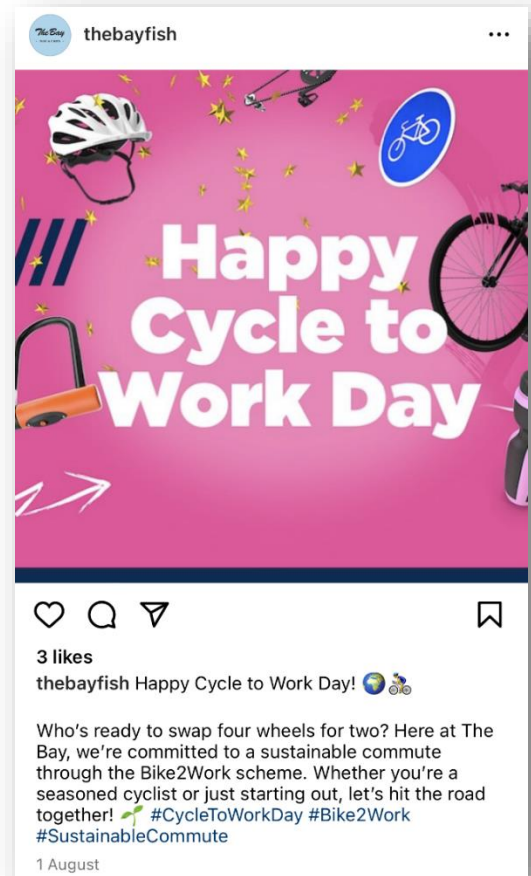 The Bay
thebayfish
Happy
Cycle to
Work Day
3 likes
thebayfish Happy Cycle to Work Day! 🌍🚴
Who's ready to swap four wheels for two? Here at The
Bay, we're committed to a sustainable commute
through the Bike2Work scheme. Whether you're a
seasoned cyclist or just starting out, let's hit the road
together! 🌱 #CycleToWorkDay #Bike2Work
#SustainableCommute
1 August